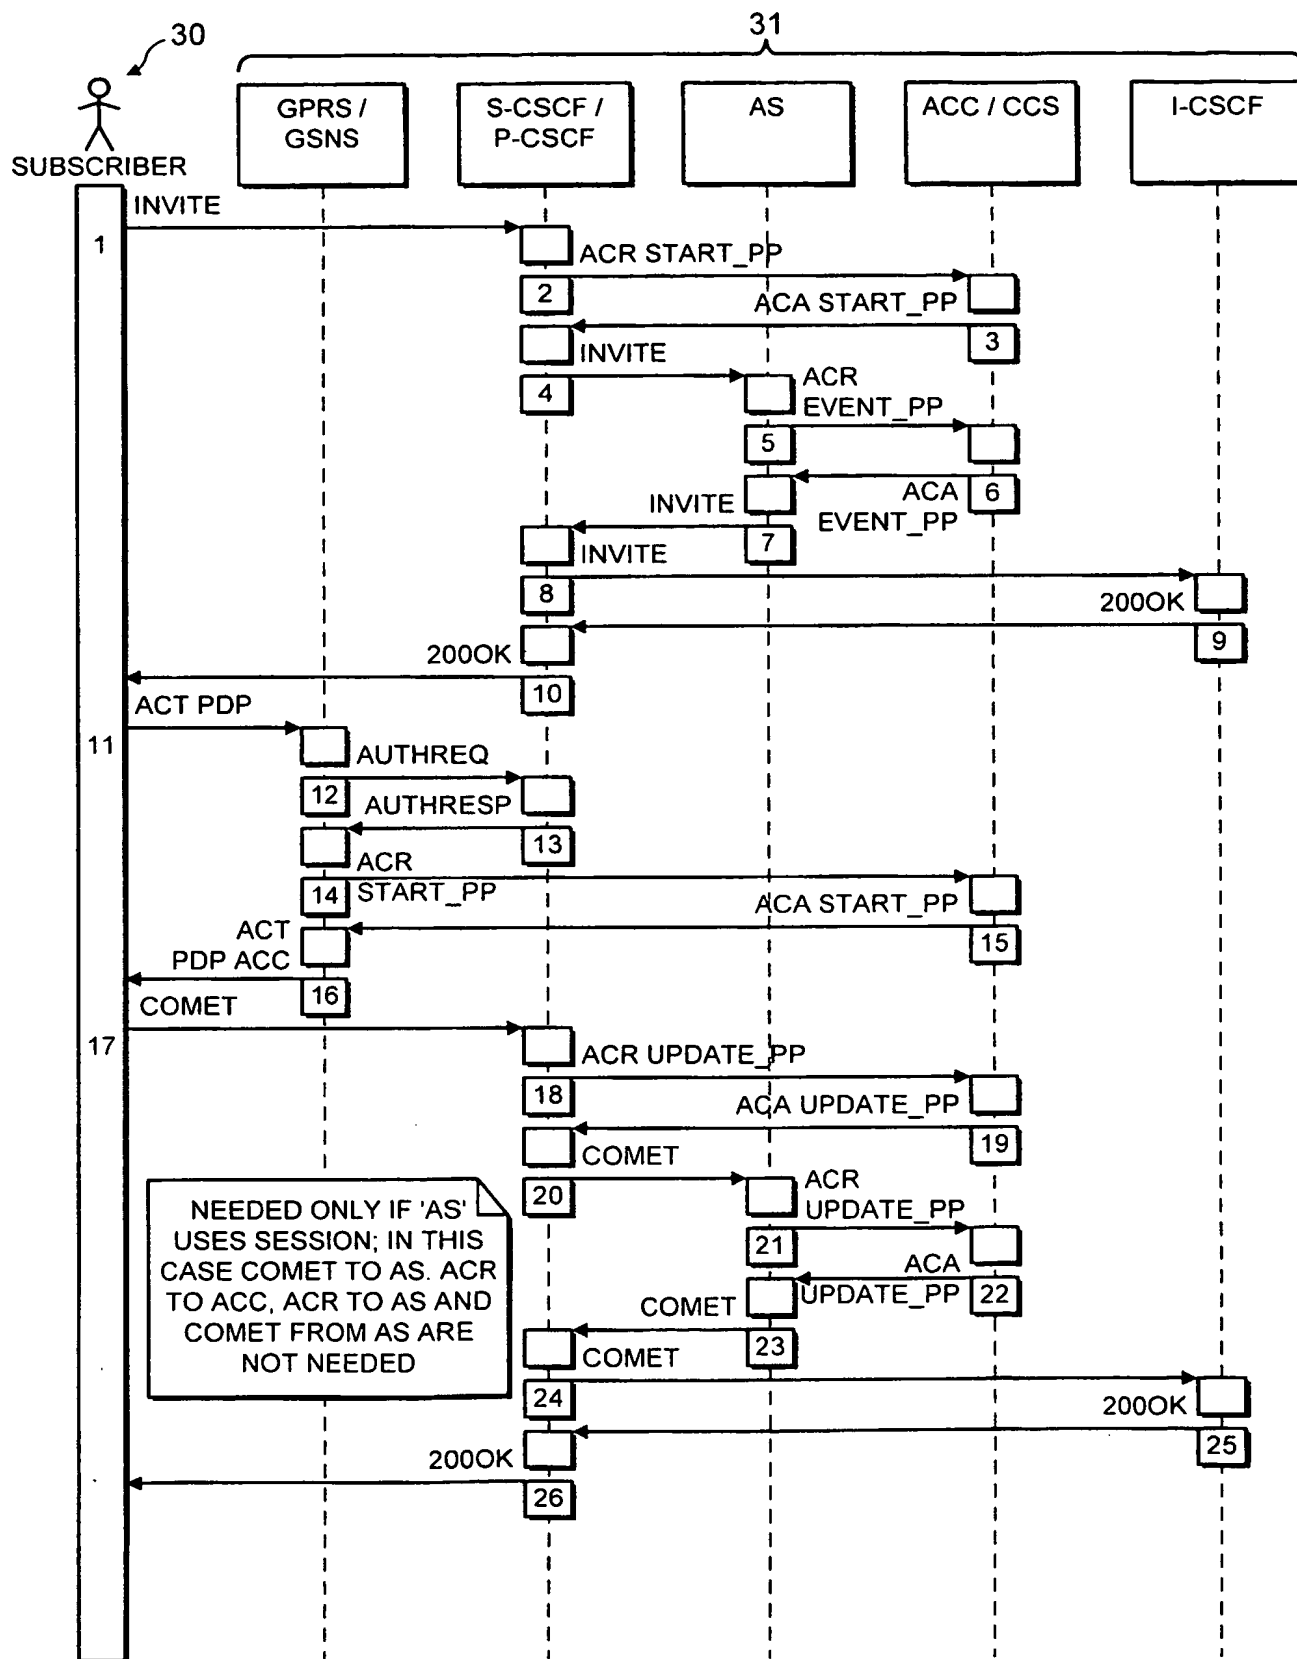 30
31
SUBSCRIBER
GPRS /
GSNS
S-CSCF /
P-CSCF
AS
ACC / CCS
I-CSCF
INVITE
1
ACR START_PP
2
ACA START_PP
3
INVITE
4
ACR
EVENT_PP
5
ACA
EVENT_PP
6
INVITE
7
INVITE
8
200OK
9
200OK
10
ACT PDP
11
AUTHREQ
12
AUTHRESP
13
ACR
START_PP
14
ACA START_PP
15
ACT
PDP ACC
16
COMET
17
ACR UPDATE_PP
18
ACA UPDATE_PP
19
COMET
20
ACR
UPDATE_PP
21
ACA
UPDATE_PP
22
COMET
23
COMET
24
200OK
25
200OK
26
NEEDED ONLY IF 'AS'
USES SESSION; IN THIS
CASE COMET TO AS. ACR
TO ACC, ACR TO AS AND
COMET FROM AS ARE
NOT NEEDED